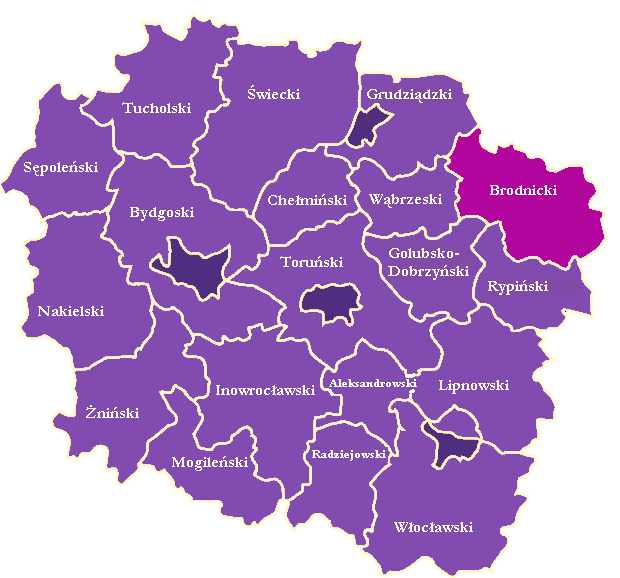 Świecki
Grudziądzki
Tucholski
Sępoleński
Brodnicki
Chełmiński
Wąbrzeski
Bydgoski
Golubsko-
Dobrzyński
Toruński
Rypiński
Nakielski
Aleksandrowski
Lipnowski
Inowrocławski
Żniński
Radziejowski
Mogileński
Włocławski